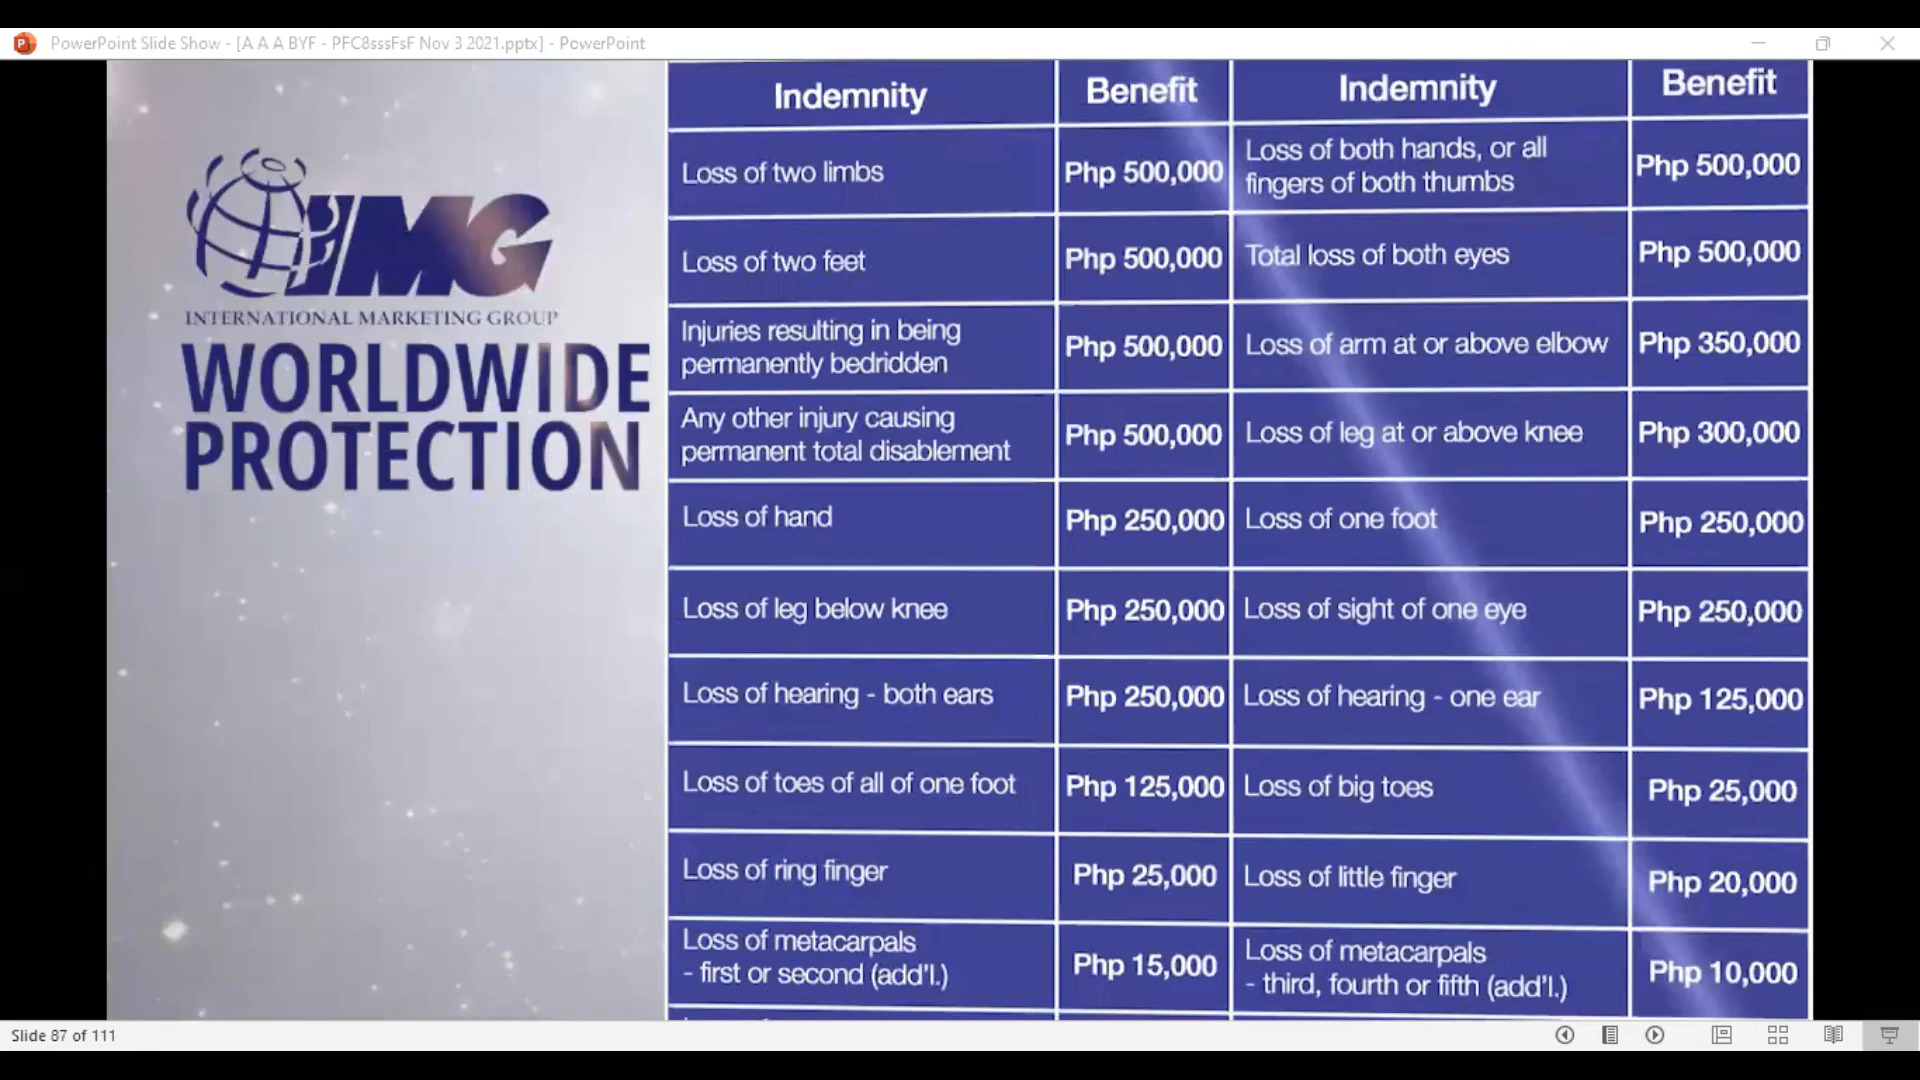 PowerPoint Slide Show - [A A A BYF - PFC8sssFsF Nov 3 2021.pptx] - PowerPoint
IMG
INTERNATIONAL MARKETING GROUP
WORLDWIDE
PROTECTION
Indemnity Benefit Indemnity Benefit
Loss of two limbs Php 500,000 Loss of both hands, or all
fingers of both thumbs Php 500,000
Loss of two feet Php 500,000 Total loss of both eyes Php 500,000
Injuries resulting in being
permanently bedridden Php 500,000 Loss of arm at or above elbow Php 350,000
Any other injury causing
permanent total disablement Php 500,000 Loss of leg at or above knee Php 300,000
Loss of hand Php 250,000 Loss of one foot Php 250,000
Loss of leg below knee Php 250,000 Loss of sight of one eye Php 250,000
Loss of hearing - both ears Php 250,000 Loss of hearing - one ear Php 125,000
Loss of toes of all of one foot Php 125,000 Loss of big toes Php 25,000
Loss of ring finger Php 25,000 Loss of little finger Php 20,000
Loss of metacarpals
- first or second (add'l.) Php 15,000 Loss of metacarpals
- third, fourth or fifth (add'l.) Php 10,000
Slide 87 of 111